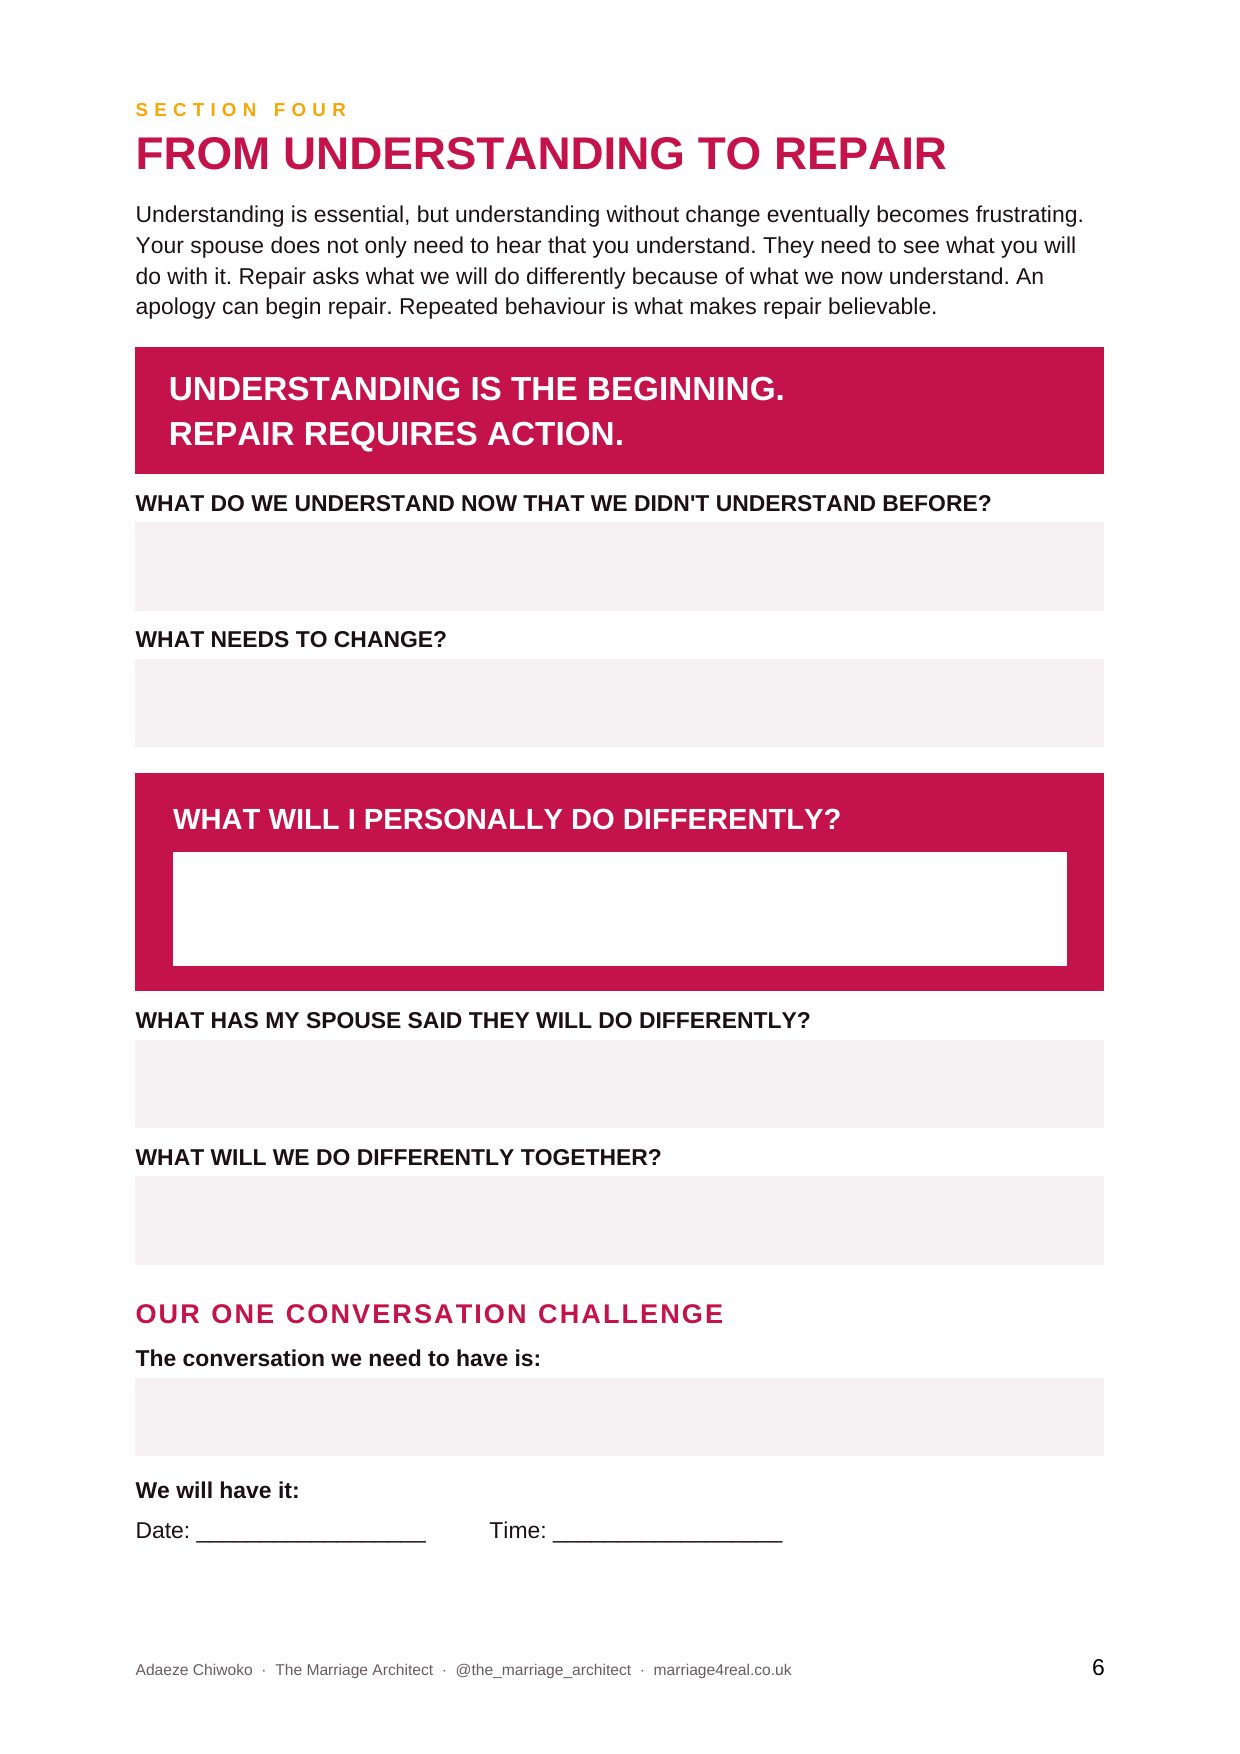 SECTION FOUR
FROM UNDERSTANDING TO REPAIR
Understanding is essential, but understanding without change eventually becomes frustrating.
Your spouse does not only need to hear that you understand. They need to see what you will
do with it. Repair asks what we will do differently because of what we now understand. An
apology can begin repair. Repeated behaviour is what makes repair believable.
UNDERSTANDING IS THE BEGINNING.
REPAIR REQUIRES ACTION.
WHAT DO WE UNDERSTAND NOW THAT WE DIDN'T UNDERSTAND BEFORE?
WHAT NEEDS TO CHANGE?
WHAT WILL I PERSONALLY DO DIFFERENTLY?
WHAT HAS MY SPOUSE SAID THEY WILL DO DIFFERENTLY?
WHAT WILL WE DO DIFFERENTLY TOGETHER?
OUR ONE CONVERSATION CHALLENGE
The conversation we need to have is:
We will have it:
Date: __________________ Time: __________________
Adaeze Chiwoko · The Marriage Architect · @the_marriage_architect · marriage4real.co.uk 6